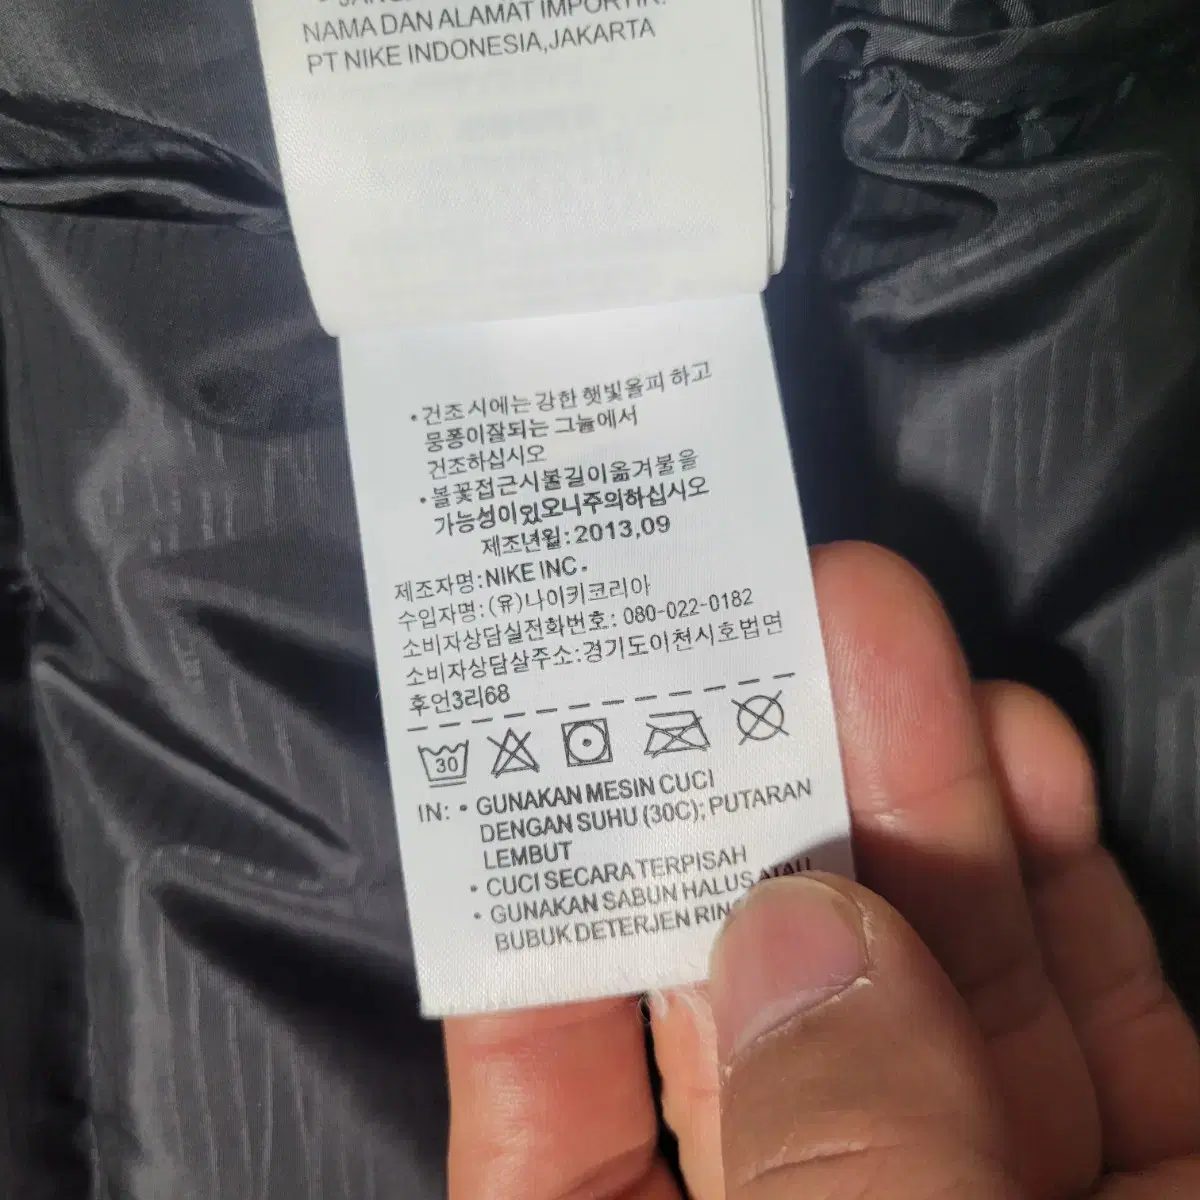 NAMA DAN ALAMAT IMPORTIR:
PT NIKE INDONESIA,JAKARTA
•건조시에는강한햇빛을피하고
뭉퐁이잘되는그늘에서
건조하십시오
•볼꽃접근시불길이옮겨불을
가능성이있오니주의하십시오
제조년월:2013,09
제조자명:NIKE INC.
수입자명:(유)나이키코리아
소비자상담실전화번호:080-022-0182
소비자상담살주소:경기도이천시호법면
후언3리68
30
IN: • GUNAKAN MESIN CUCI
DENGAN SUHU (30C); PUTARAN
LEMBUT
• CUCI SECARA TERPISAH
• GUNAKAN SABUN HALUS ATAU
BUBUK DETERJEN